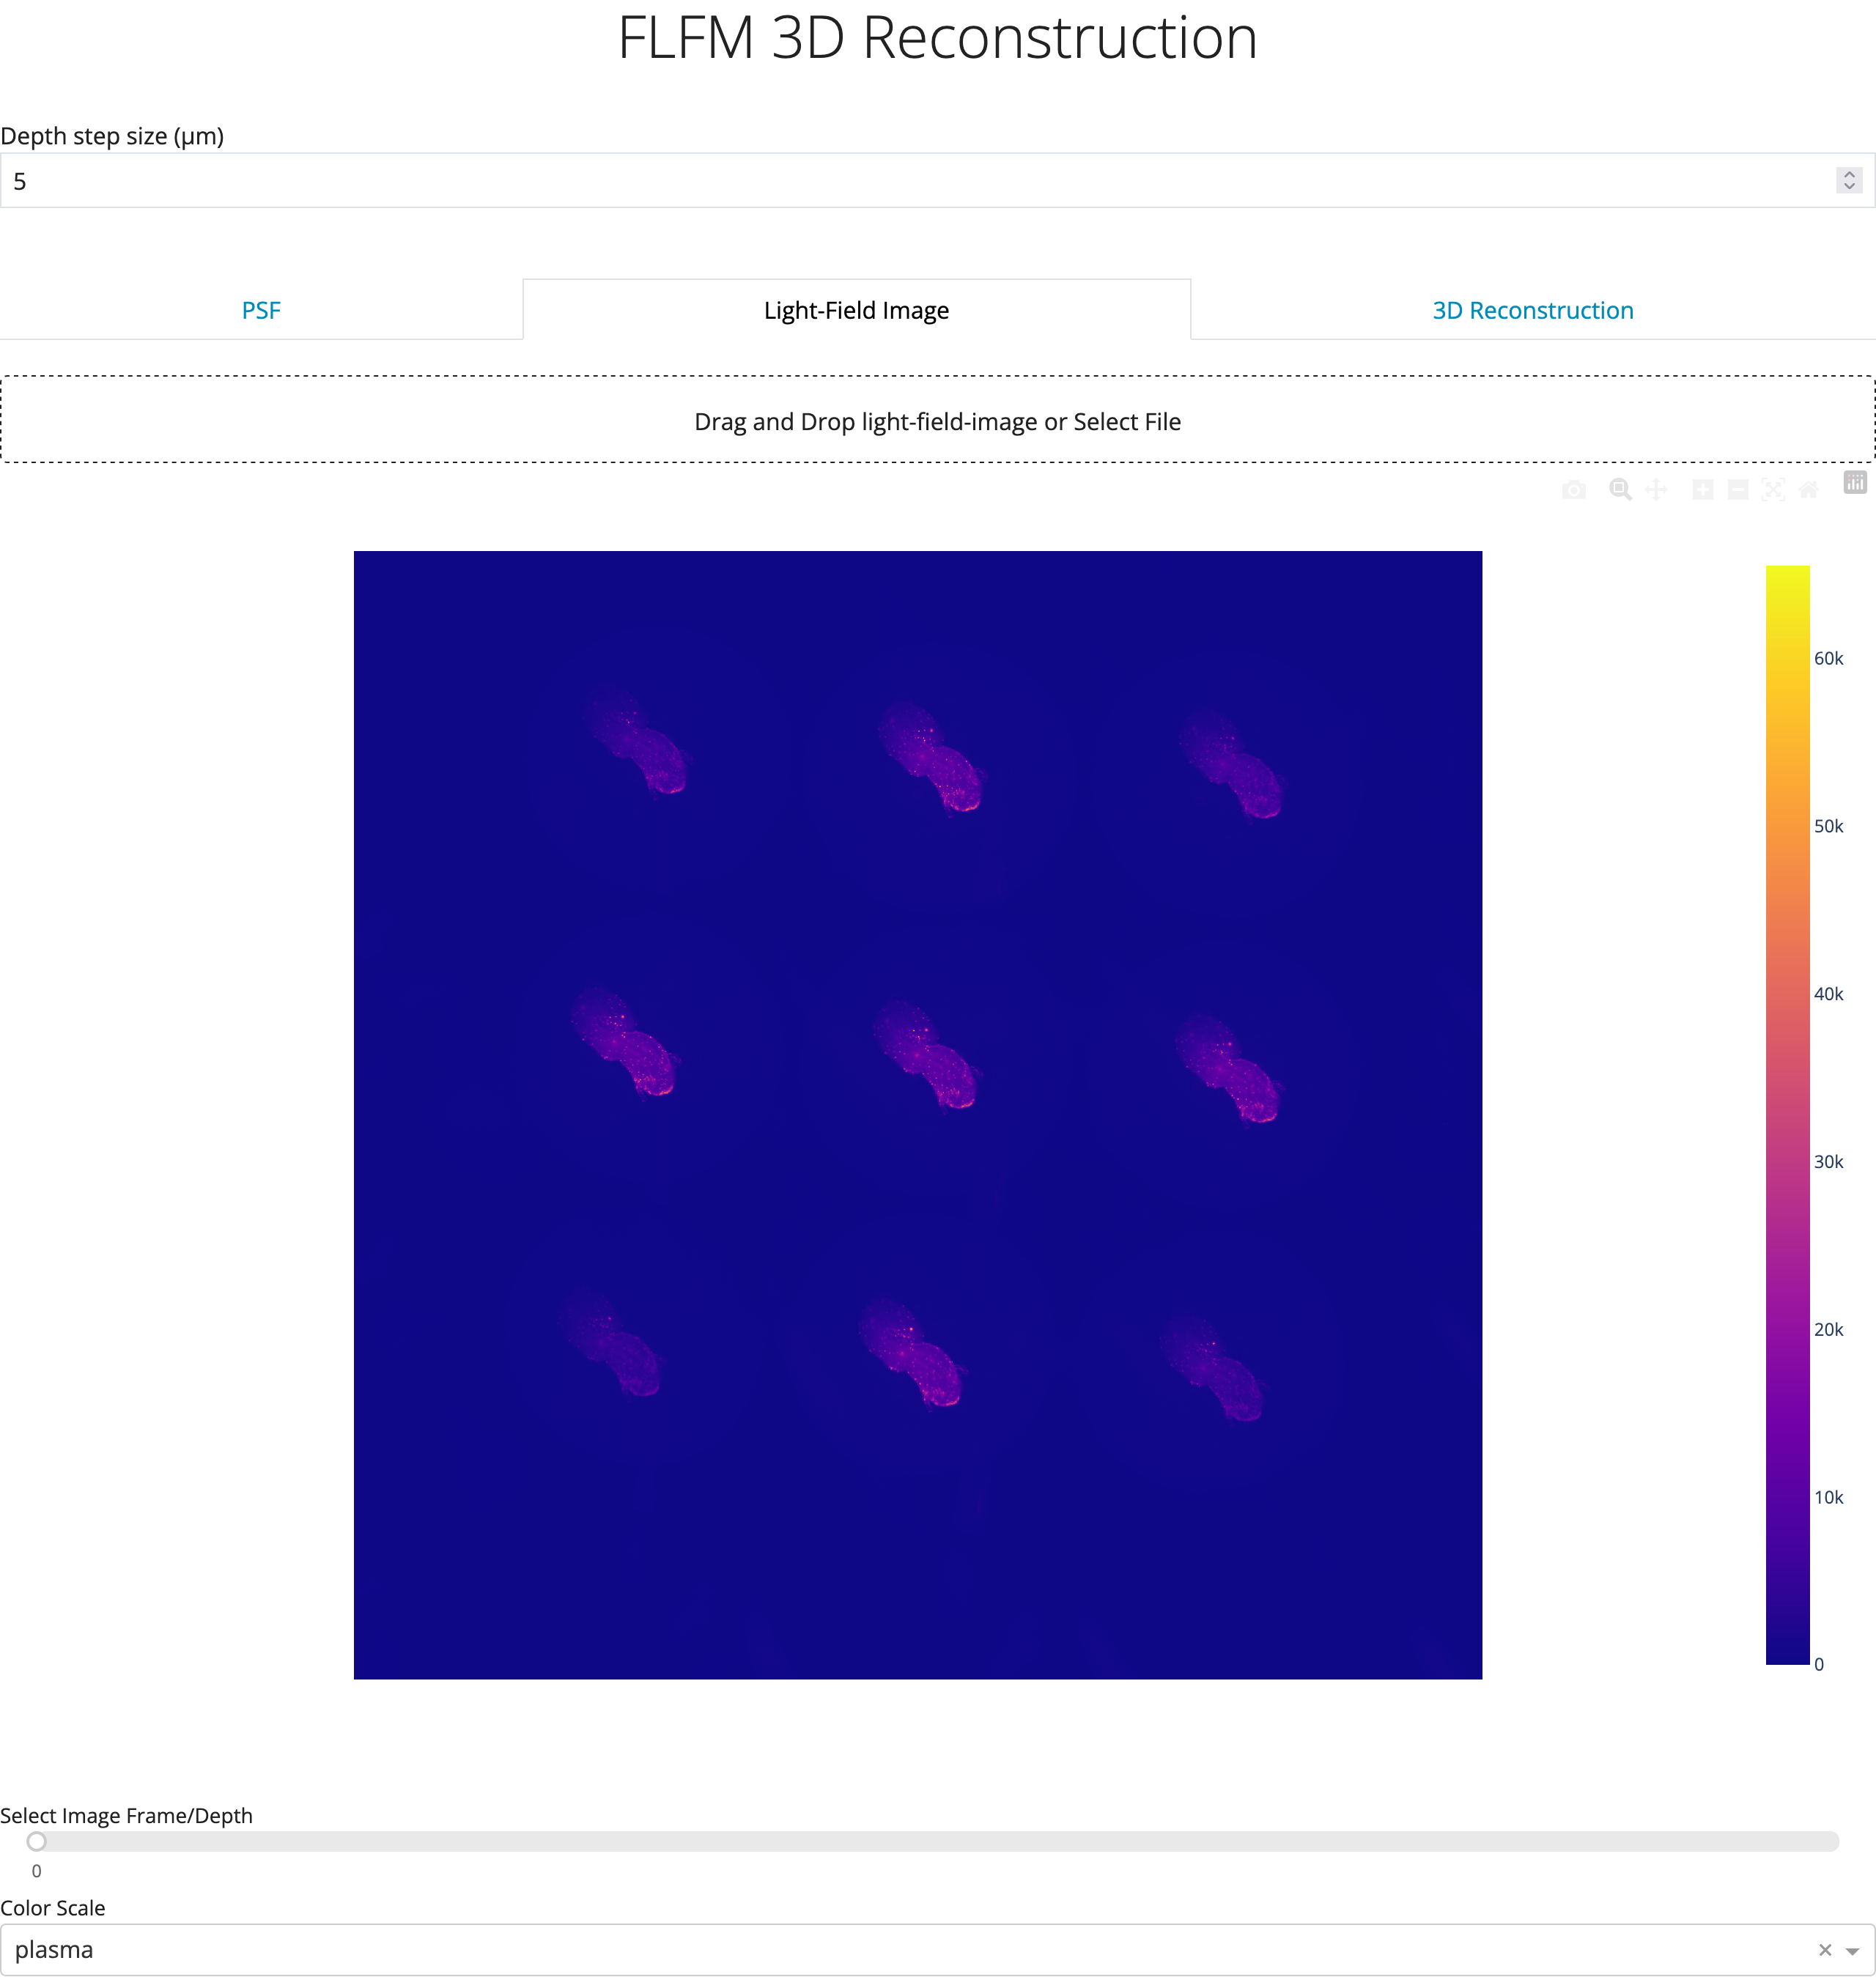 FLFM 3D Reconstruction
Depth step size (μm)
5
PSF
Light-Field Image
3D Reconstruction
Drag and Drop light-field-image or Select File
60k
50k
40k
30k
20k
10k
0
Select Image Frame/Depth
0
Color Scale
plasma